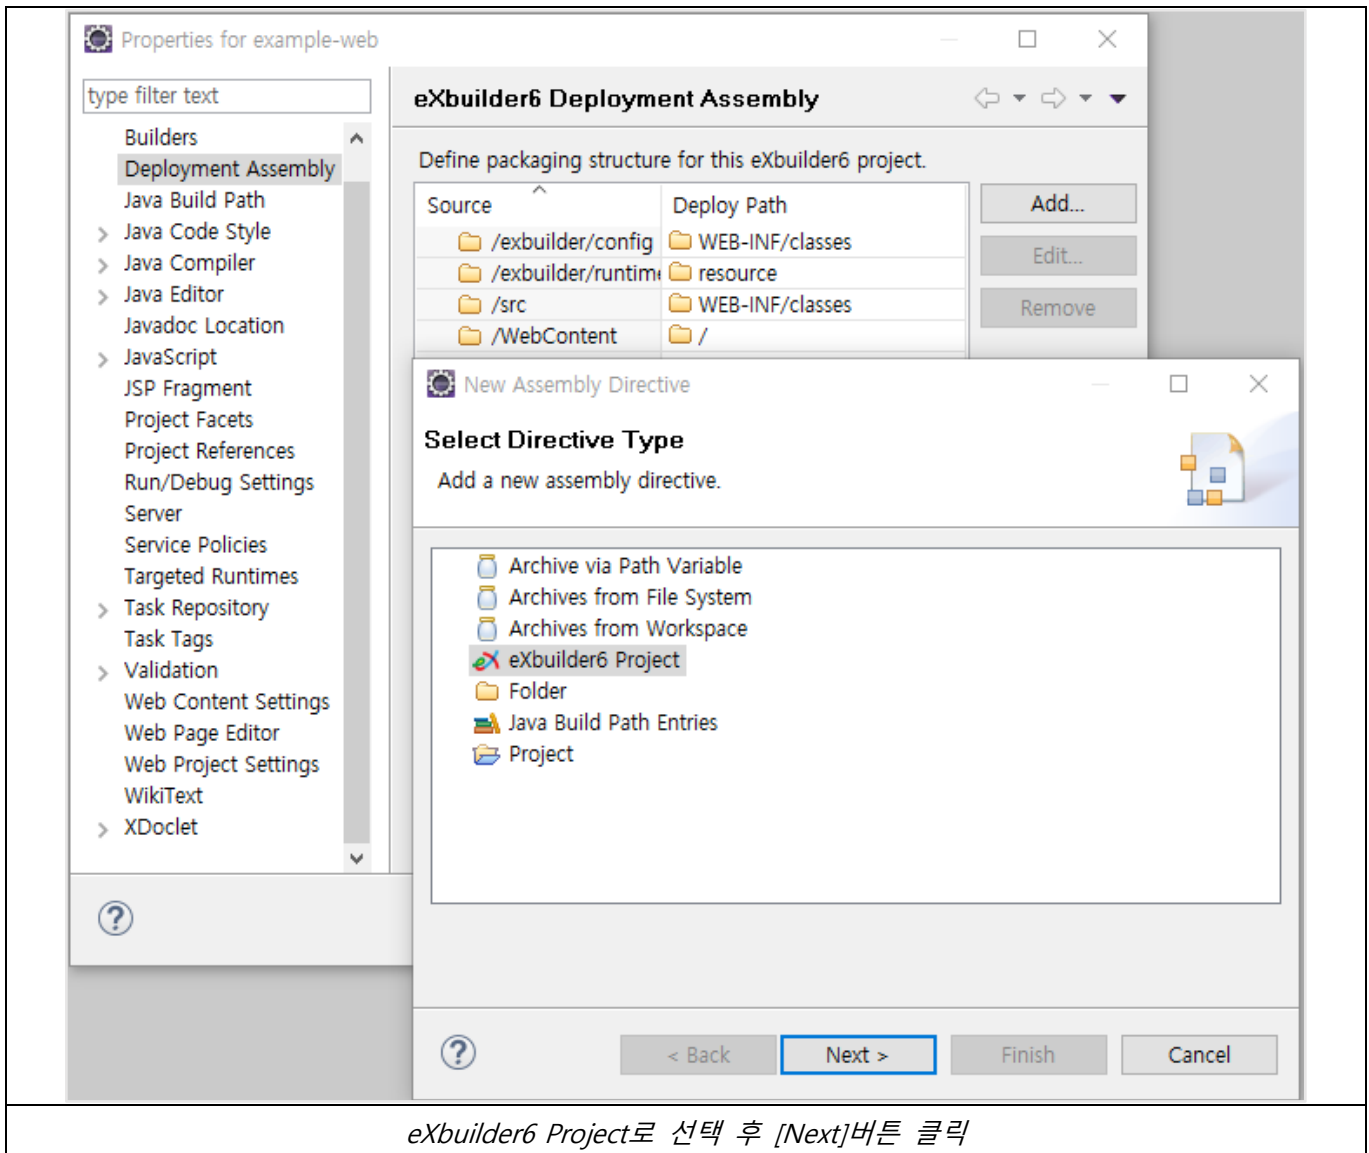 Properties for example-web
type filter text
Builders
Deployment Assembly
Java Build Path
Java Code Style
Java Compiler
Java Editor
Javadoc Location
JavaScript
JSP Fragment
Project Facets
Project References
Run/Debug Settings
Server
Service Policies
Targeted Runtimes
Task Repository
Task Tags
Validation
Web Content Settings
Web Page Editor
Web Project Settings
WikiText
XDoclet
eXbuilder6 Deployment Assembly
Define packaging structure for this eXbuilder6 project.
Source Deploy Path
/exbuilder/config WEB-INF/classes
/exbuilder/runtime resource
/src WEB-INF/classes
/WebContent /
Add...
Edit...
Remove
New Assembly Directive
Select Directive Type
Add a new assembly directive.
Archive via Path Variable
Archives from File System
Archives from Workspace
eXbuilder6 Project
Folder
Java Build Path Entries
Project
< Back Next > Finish Cancel
eXbuilder6 Project로 선택 후 [Next]버튼 클릭